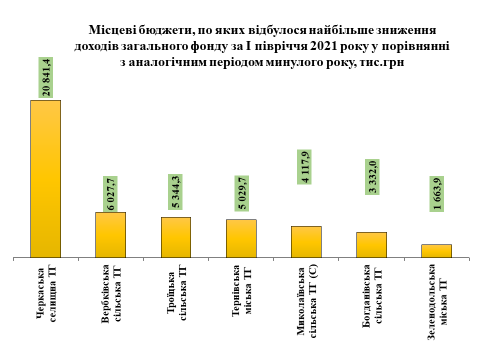 Місцеві бюджети, по яких відбулося найбільше зниження
доходів загального фонду за І півріччя 2021 року у порівнянні
з аналогічним періодом минулого року, тис.грн
20 841,4
6 027,7
5 344,3
5 029,7
4 117,9
3 332,0
1 663,9
Черкаська
селищна ТГ
Вербківська
сільська ТГ
Троїцька
сільська ТГ
Тернівська
міська ТГ
Миколаївська
сільська ТГ (С)
Богданівська
сільська ТГ
Зеленодольська
міська ТГ